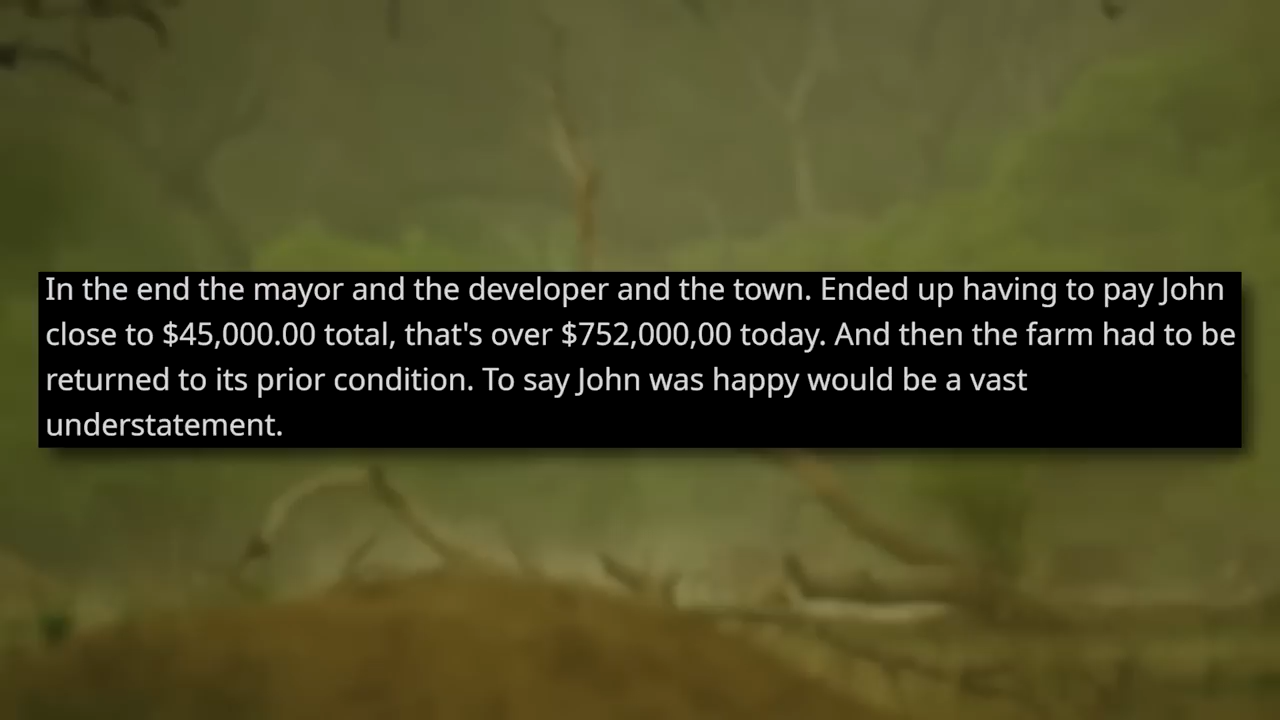 In the end the mayor and the developer and the town. Ended up having to pay John
close to $45,000.00 total, that's over $752,000,00 today. And then the farm had to be
returned to its prior condition. To say John was happy would be a vast
understatement.